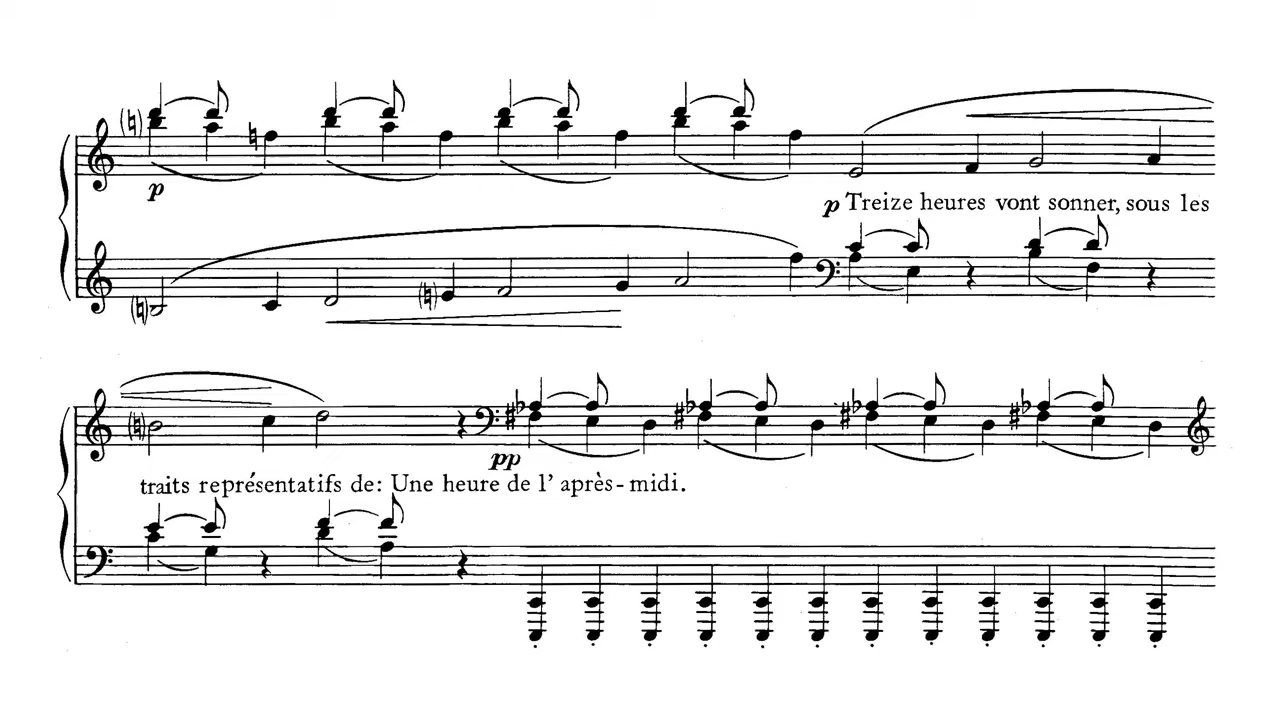 p
p Treize heures vont sonner, sous les
pp
traits représentatifs de: Une heure de l' après-midi.